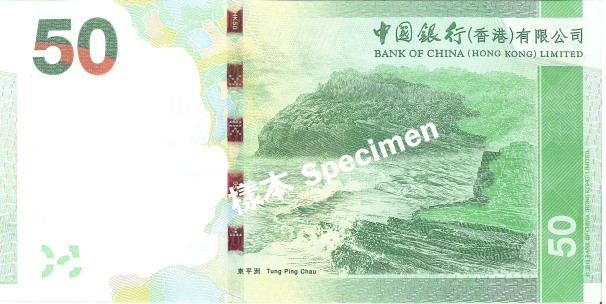 50
中國銀行(香港)有限公司
BANK OF CHINA (HONG KONG) LIMITED
樣本 Specimen
東平洲 Tung Ping Chau
50